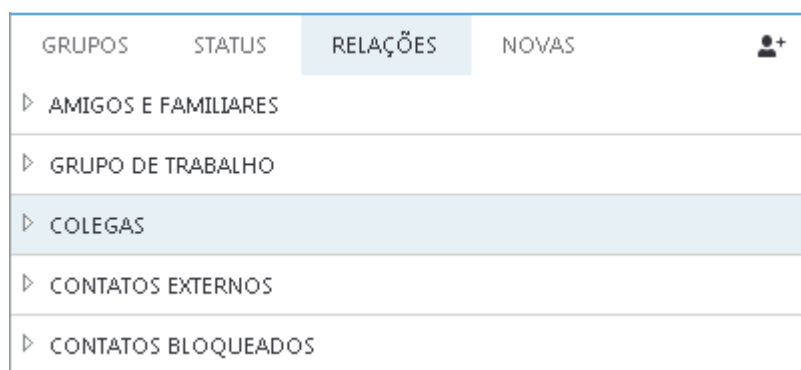 GRUPOS STATUS RELAÇÕES NOVAS
AMIGOS E FAMILIARES
GRUPO DE TRABALHO
COLEGAS
CONTATOS EXTERNOS
CONTATOS BLOQUEADOS